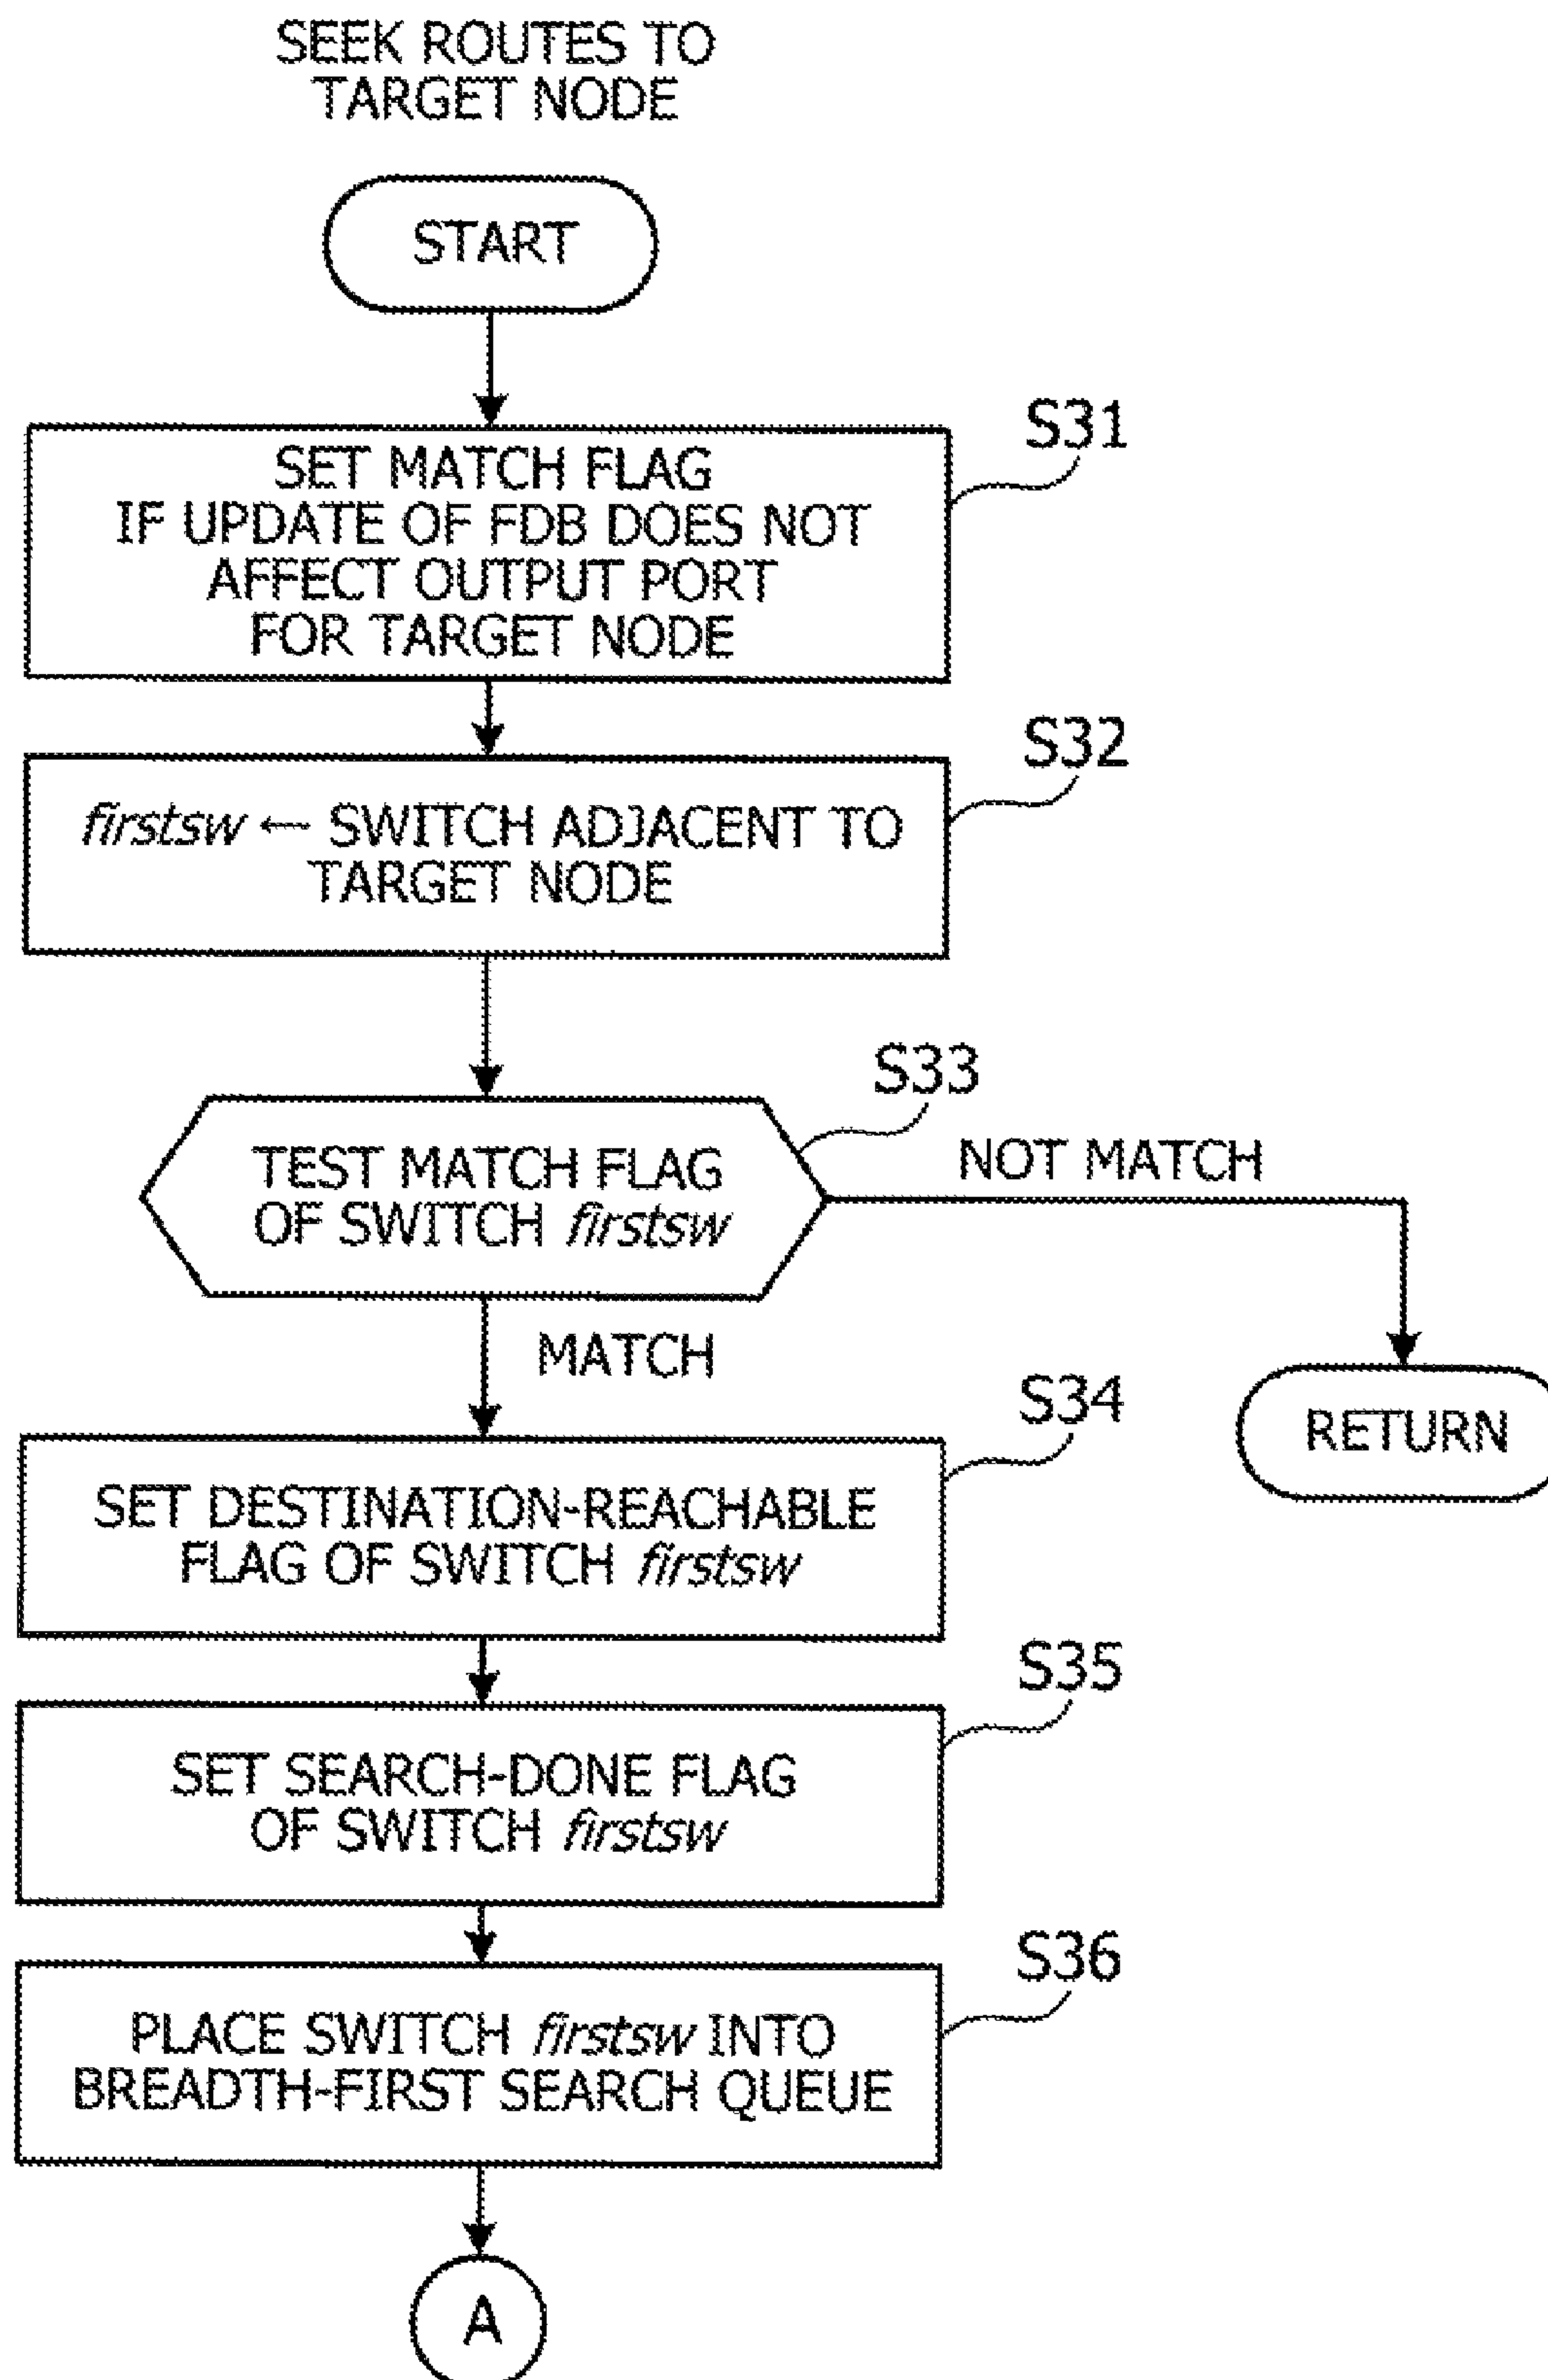 SEEK ROUTES TO
TARGET NODE
START
S31
SET MATCH FLAG
IF UPDATE OF FDB DOES NOT
AFFECT OUTPUT PORT
FOR TARGET NODE
S32
firstsw ← SWITCH ADJACENT TO
TARGET NODE
S33
TEST MATCH FLAG
OF SWITCH firstsw
NOT MATCH
MATCH
RETURN
S34
SET DESTINATION-REACHABLE
FLAG OF SWITCH firstsw
S35
SET SEARCH-DONE FLAG
OF SWITCH firstsw
S36
PLACE SWITCH firstsw INTO
BREADTH-FIRST SEARCH QUEUE
A